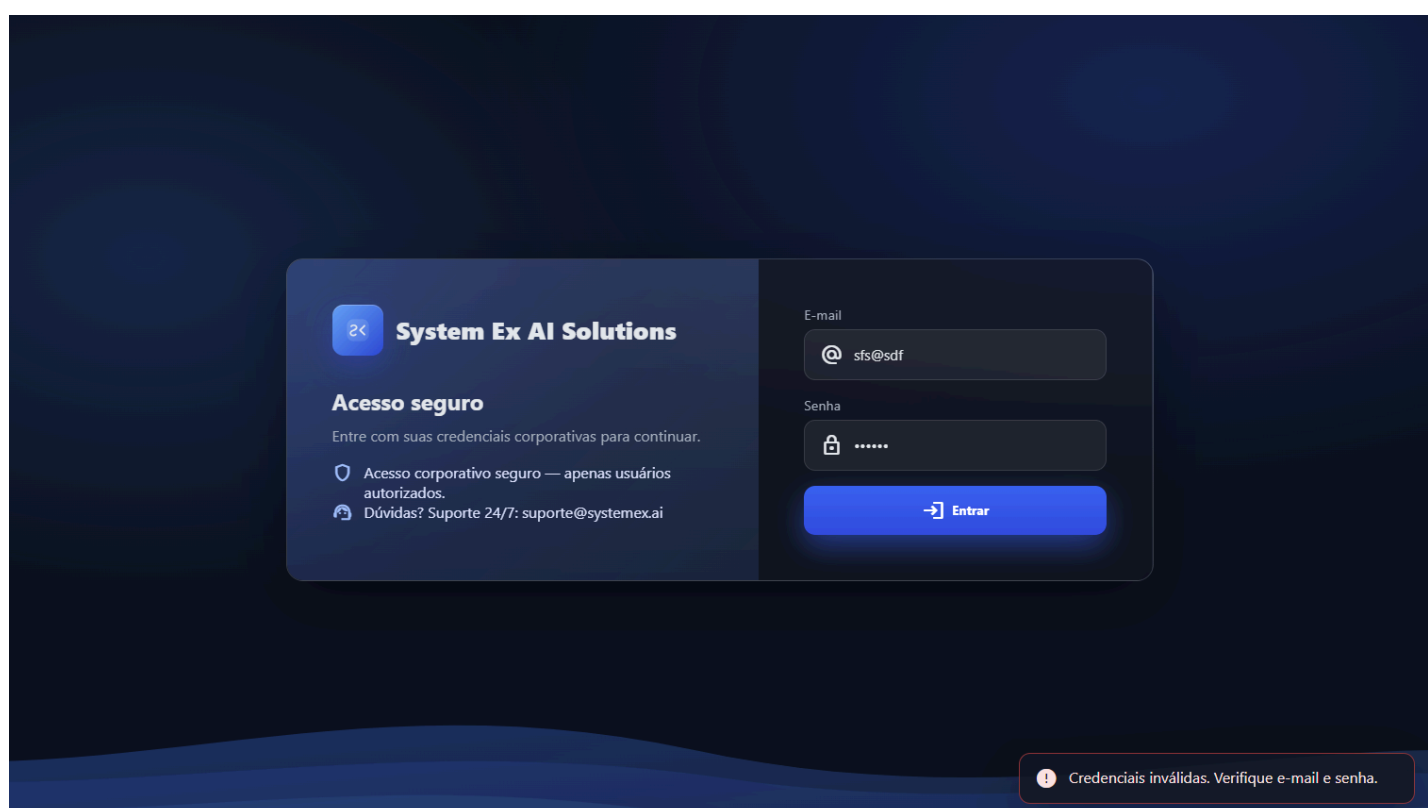 System Ex AI Solutions
Acesso seguro
Entre com suas credenciais corporativas para continuar.
Acesso corporativo seguro — apenas usuários
autorizados.
Dúvidas? Suporte 24/7: suporte@systemex.ai
E-mail
sfs@sdf
Senha
••••••
Entrar
Credenciais inválidas. Verifique e-mail e senha.